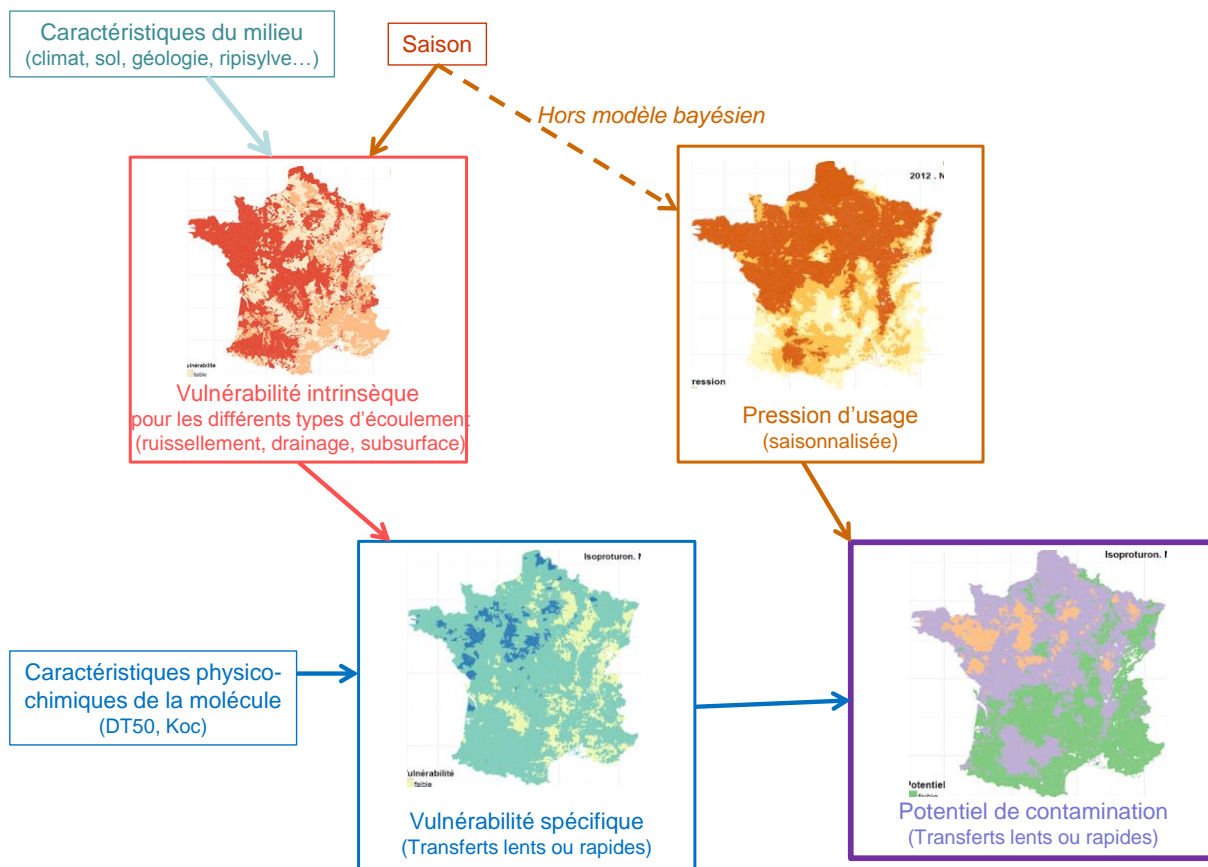 Caractéristiques du milieu
(climat, sol, géologie, ripisylve…)
Saison
Hors modèle bayésien
2012 . N
ulnérabilité
faible
Vulnérabilité intrinsèque
pour les différents types d'écoulement
(ruissellement, drainage, subsurface)
ression
Pression d'usage
(saisonnalisée)
Isoproturon. N
Isoproturon. N
Caractéristiques physico-
chimiques de la molécule
(DT50, Koc)
Vulnérabilité
faible
Vulnérabilité spécifique
(Transferts lents ou rapides)
Potentiel
faible
Potentiel de contamination
(Transferts lents ou rapides)